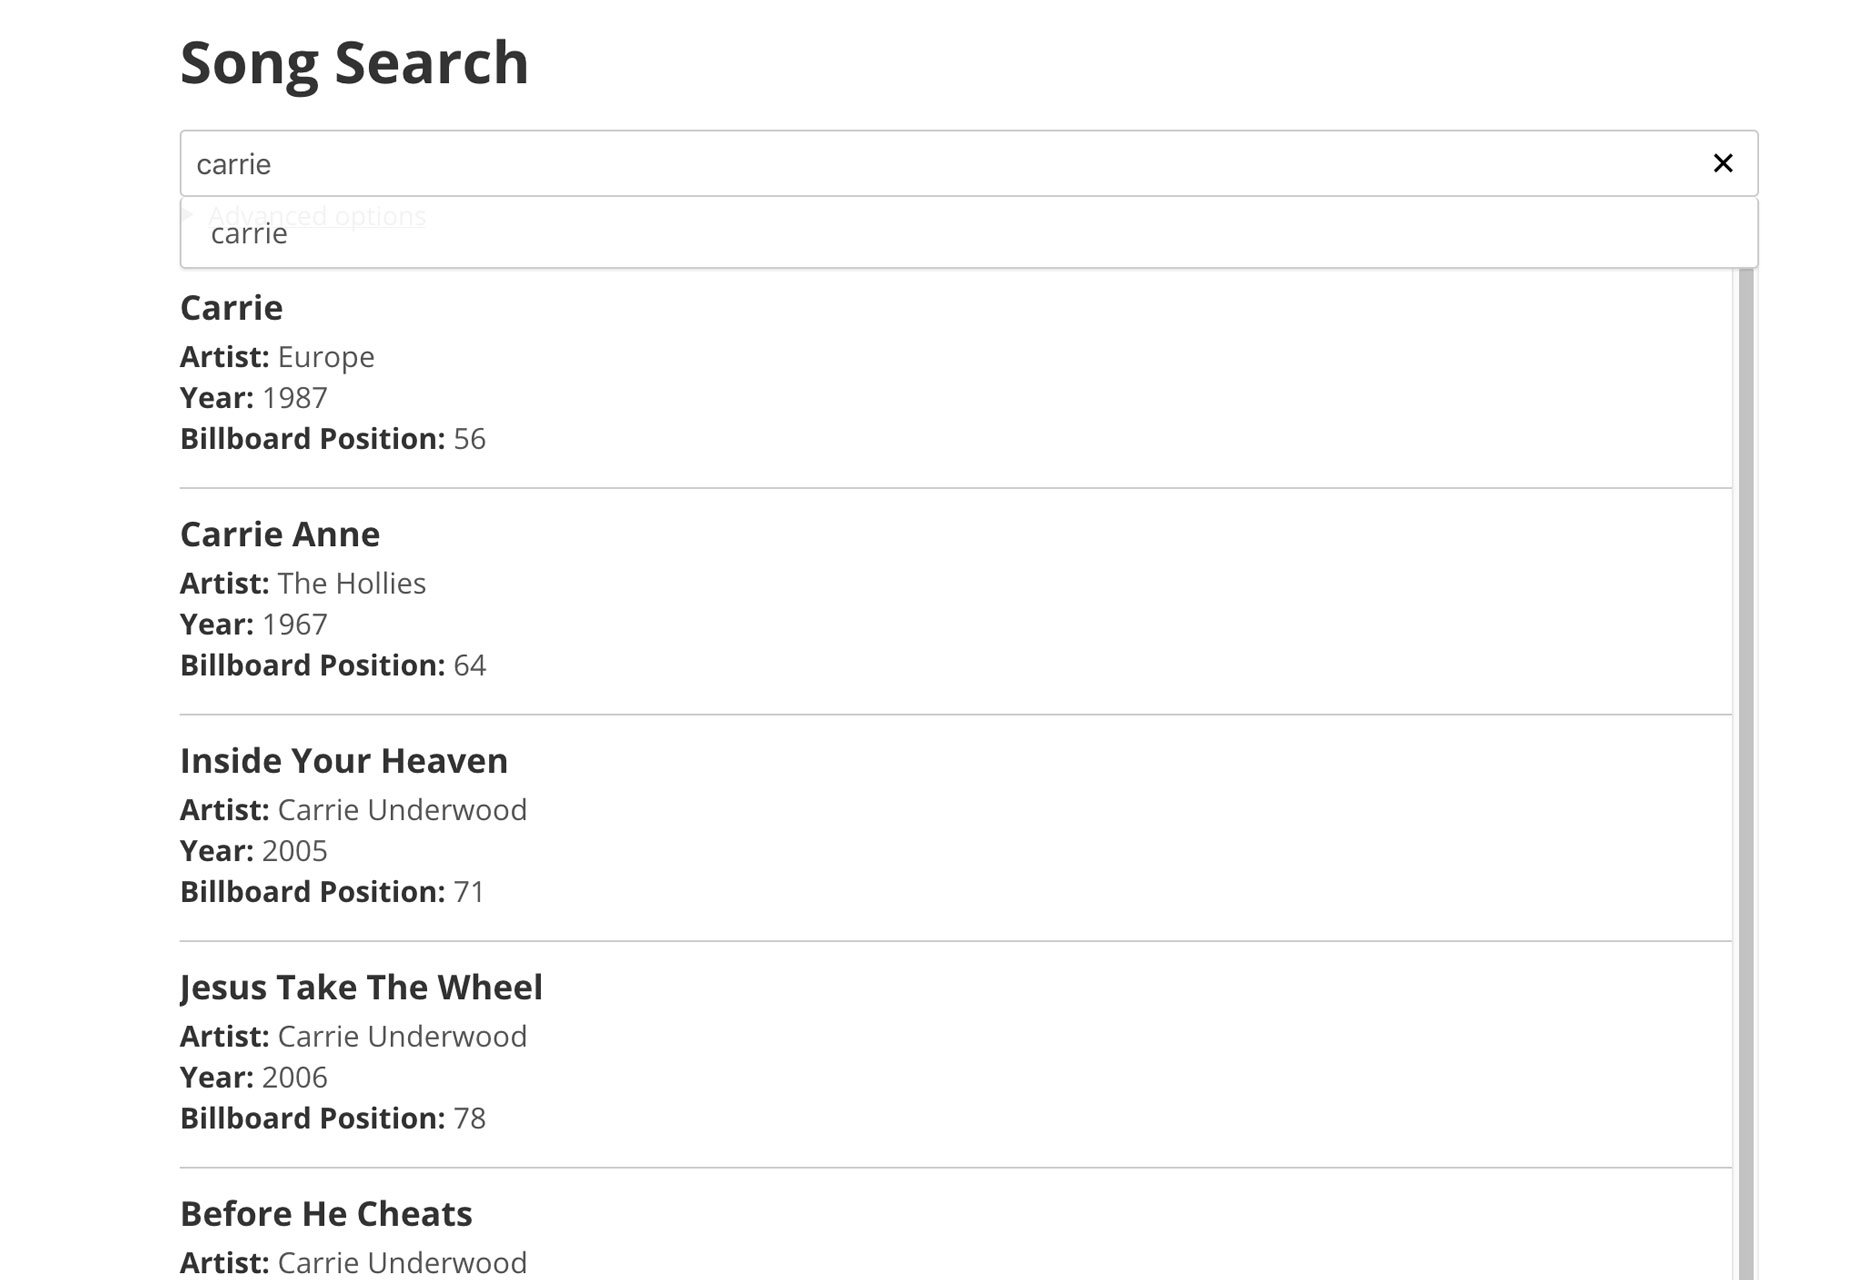 Song Search
carrie
Advanced options
carrie
Carrie
Artist: Europe
Year: 1987
Billboard Position: 56
Carrie Anne
Artist: The Hollies
Year: 1967
Billboard Position: 64
Inside Your Heaven
Artist: Carrie Underwood
Year: 2005
Billboard Position: 71
Jesus Take The Wheel
Artist: Carrie Underwood
Year: 2006
Billboard Position: 78
Before He Cheats
Artist: Carrie Underwood